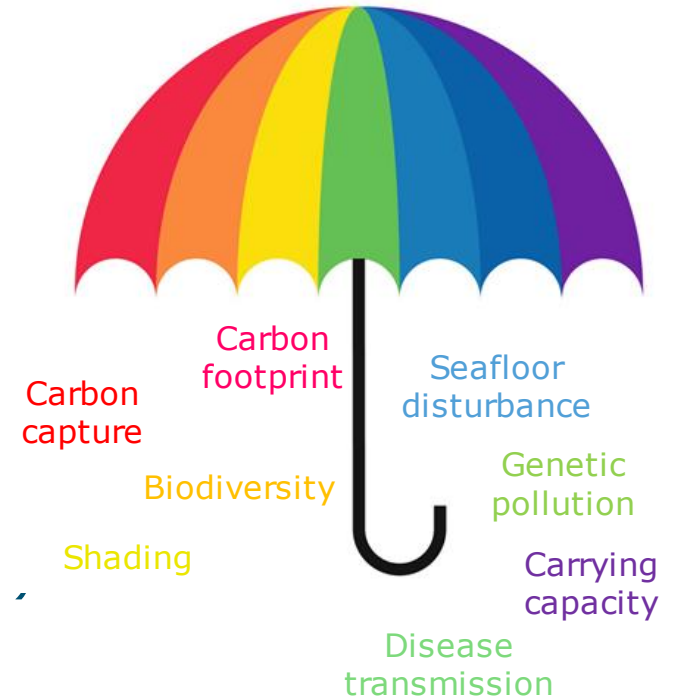 Carbon
footprint
Seafloor
disturbance
Carbon
capture
Genetic
pollution
Biodiversity
Shading
Carrying
capacity
Disease
transmission